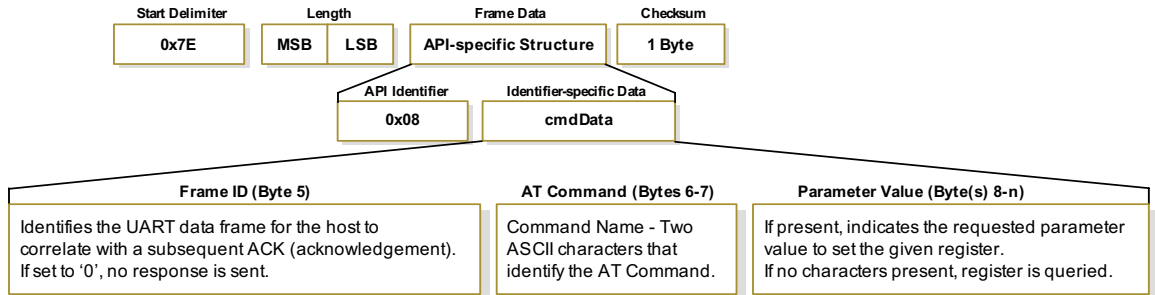 Start Delimiter Length Frame Data Checksum
0x7E MSB LSB API-specific Structure 1 Byte
API Identifier Identifier-specific Data
0x08 cmdData
Frame ID (Byte 5) AT Command (Bytes 6-7) Parameter Value (Byte(s) 8-n)
Identifies the UART data frame for the host to
correlate with a subsequent ACK (acknowledgement).
If set to ‘0’, no response is sent.
Command Name - Two
ASCII characters that
identify the AT Command.
If present, indicates the requested parameter
value to set the given register.
If no characters present, register is queried.